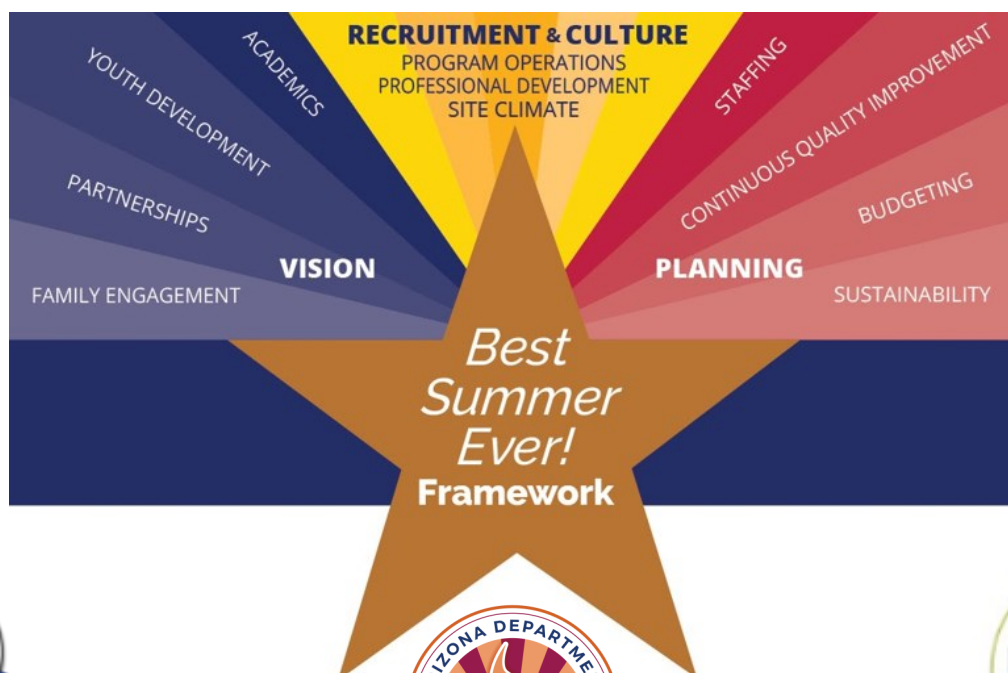 RECRUITMENT & CULTURE
PROGRAM OPERATIONS
PROFESSIONAL DEVELOPMENT
SITE CLIMATE
ACADEMICS
YOUTH DEVELOPMENT
PARTNERSHIPS
FAMILY ENGAGEMENT
VISION
STAFFING
CONTINUOUS QUALITY IMPROVEMENT
BUDGETING
SUSTAINABILITY
PLANNING
Best
Summer
Ever!
Framework